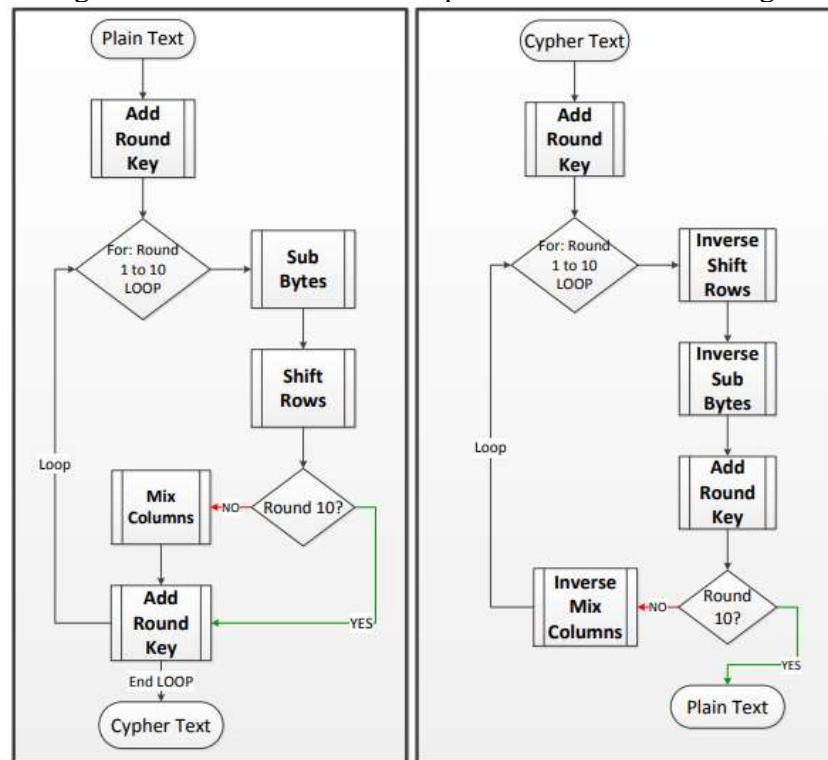 Plain Text
Add
Round
Key
For: Round
1 to 10
LOOP
Sub
Bytes
Shift
Rows
Round 10?
NO
Mix
Columns
YES
Add
Round
Key
Loop
End LOOP
Cypher Text
Cypher Text
Add
Round
Key
For: Round
1 to 10
LOOP
Inverse
Shift
Rows
Inverse
Sub
Bytes
Add
Round
Key
Round
10?
NO
Inverse
Mix
Columns
Loop
YES
Plain Text